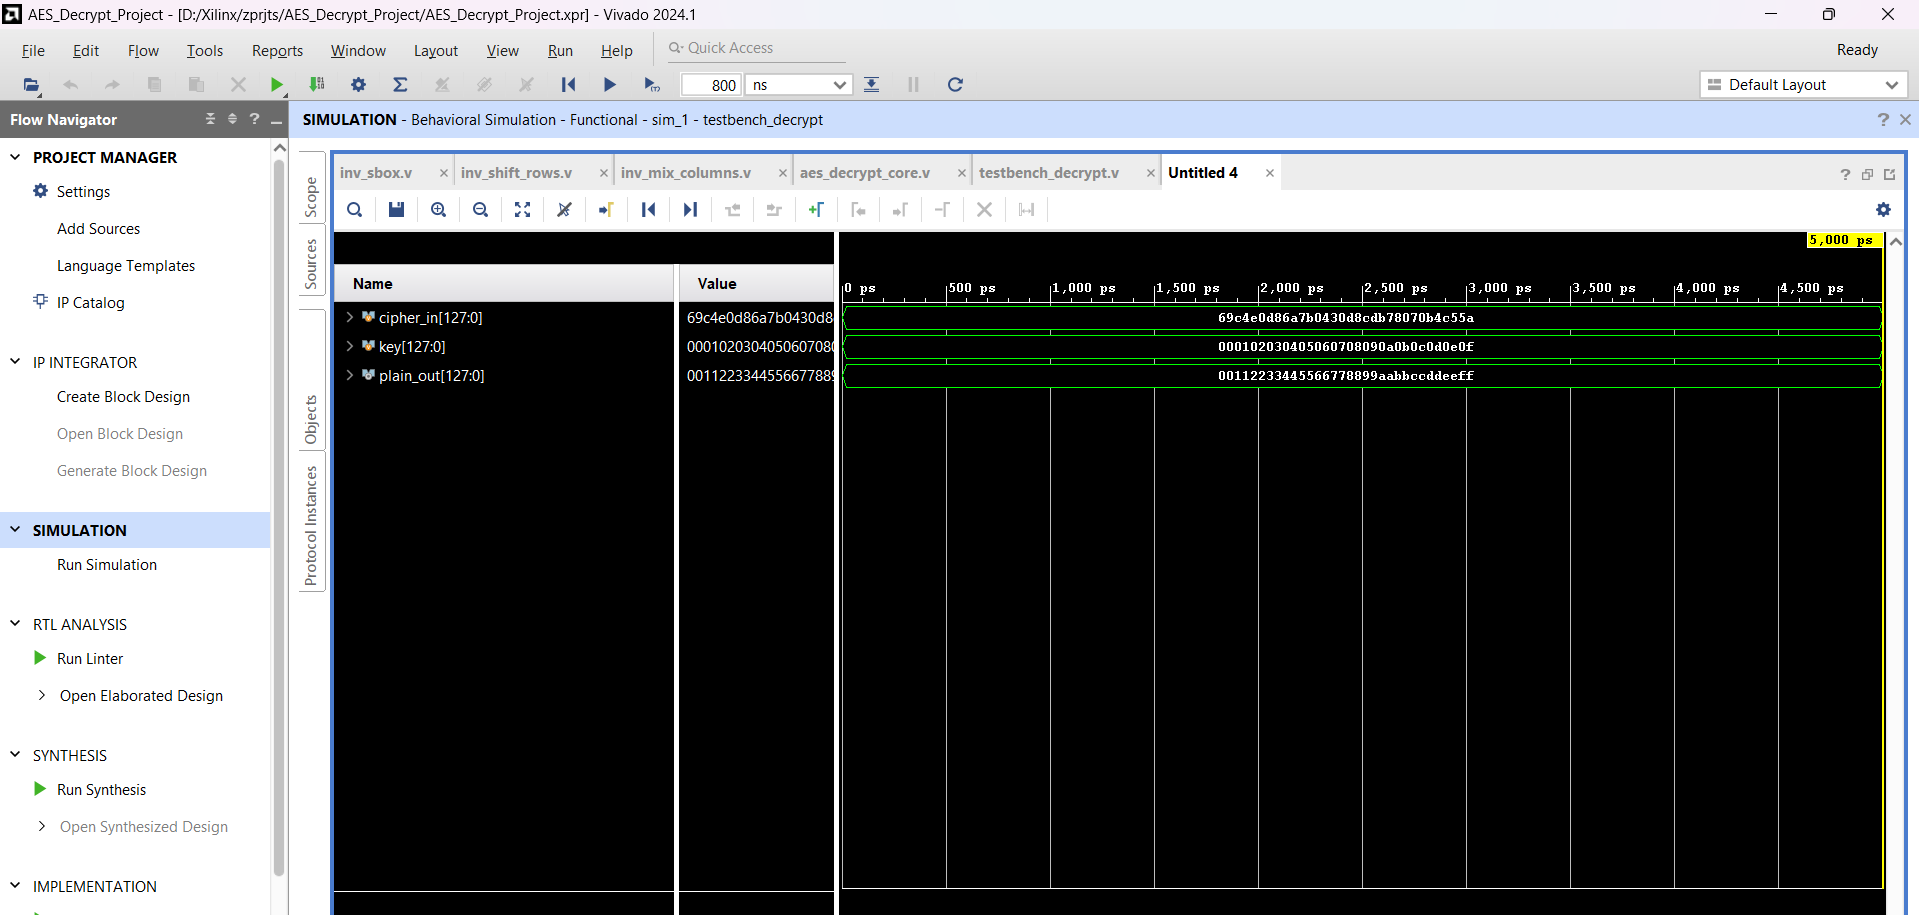 AES_Decrypt_Project - [D:/Xilinx/zprjts/AES_Decrypt_Project/AES_Decrypt_Project.xpr] - Vivado 2024.1
File Edit Flow Tools Reports Window Layout View Run Help Quick Access Ready
800 ns Default Layout
Flow Navigator
SIMULATION - Behavioral Simulation - Functional - sim_1 - testbench_decrypt
PROJECT MANAGER
Settings
Add Sources
Language Templates
IP Catalog
IP INTEGRATOR
Create Block Design
Open Block Design
Generate Block Design
SIMULATION
Run Simulation
RTL ANALYSIS
Run Linter
Open Elaborated Design
SYNTHESIS
Run Synthesis
Open Synthesized Design
IMPLEMENTATION
Scope
Sources
Objects
Protocol Instances
inv_sbox.v inv_shift_rows.v inv_mix_columns.v aes_decrypt_core.v testbench_decrypt.v Untitled 4
5,000 ps
Name Value
0 ps 500 ps 1,000 ps 1,500 ps 2,000 ps 2,500 ps 3,000 ps 3,500 ps 4,000 ps 4,500 ps
cipher_in[127:0] 69c4e0d86a7b0430d8 69c4e0d86a7b0430d8cdb78070b4c55a
key[127:0] 0001020304050607080 000102030405060708090a0b0c0d0e0f
plain_out[127:0] 0011223344556677889 00112233445566778899aabbccddeeff